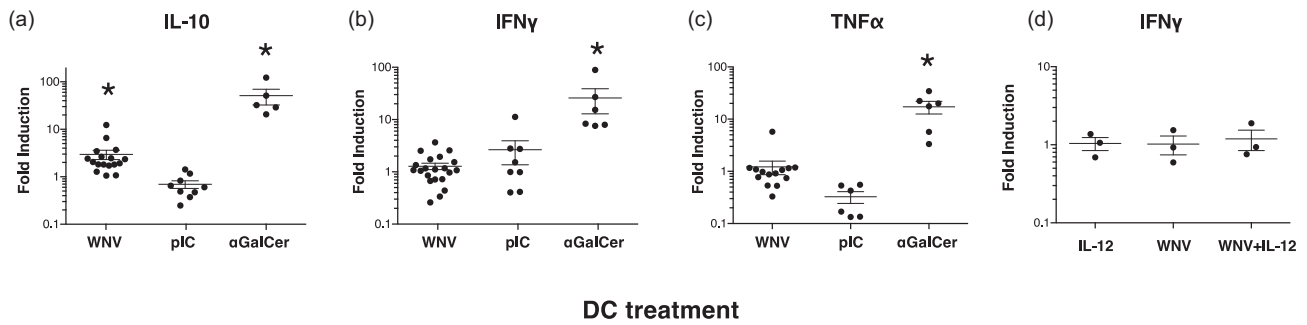 (a) IL-10
Fold Induction
100
10
1
0.1
* *
WNV pIC αGalCer
(b) IFNγ
Fold Induction
100
10
1
0.1
*
WNV pIC αGalCer
(c) TNFα
Fold Induction
100
10
1
0.1
*
WNV pIC αGalCer
(d) IFNγ
Fold Induction
10
1
0.1
IL-12 WNV WNV+IL-12
DC treatment